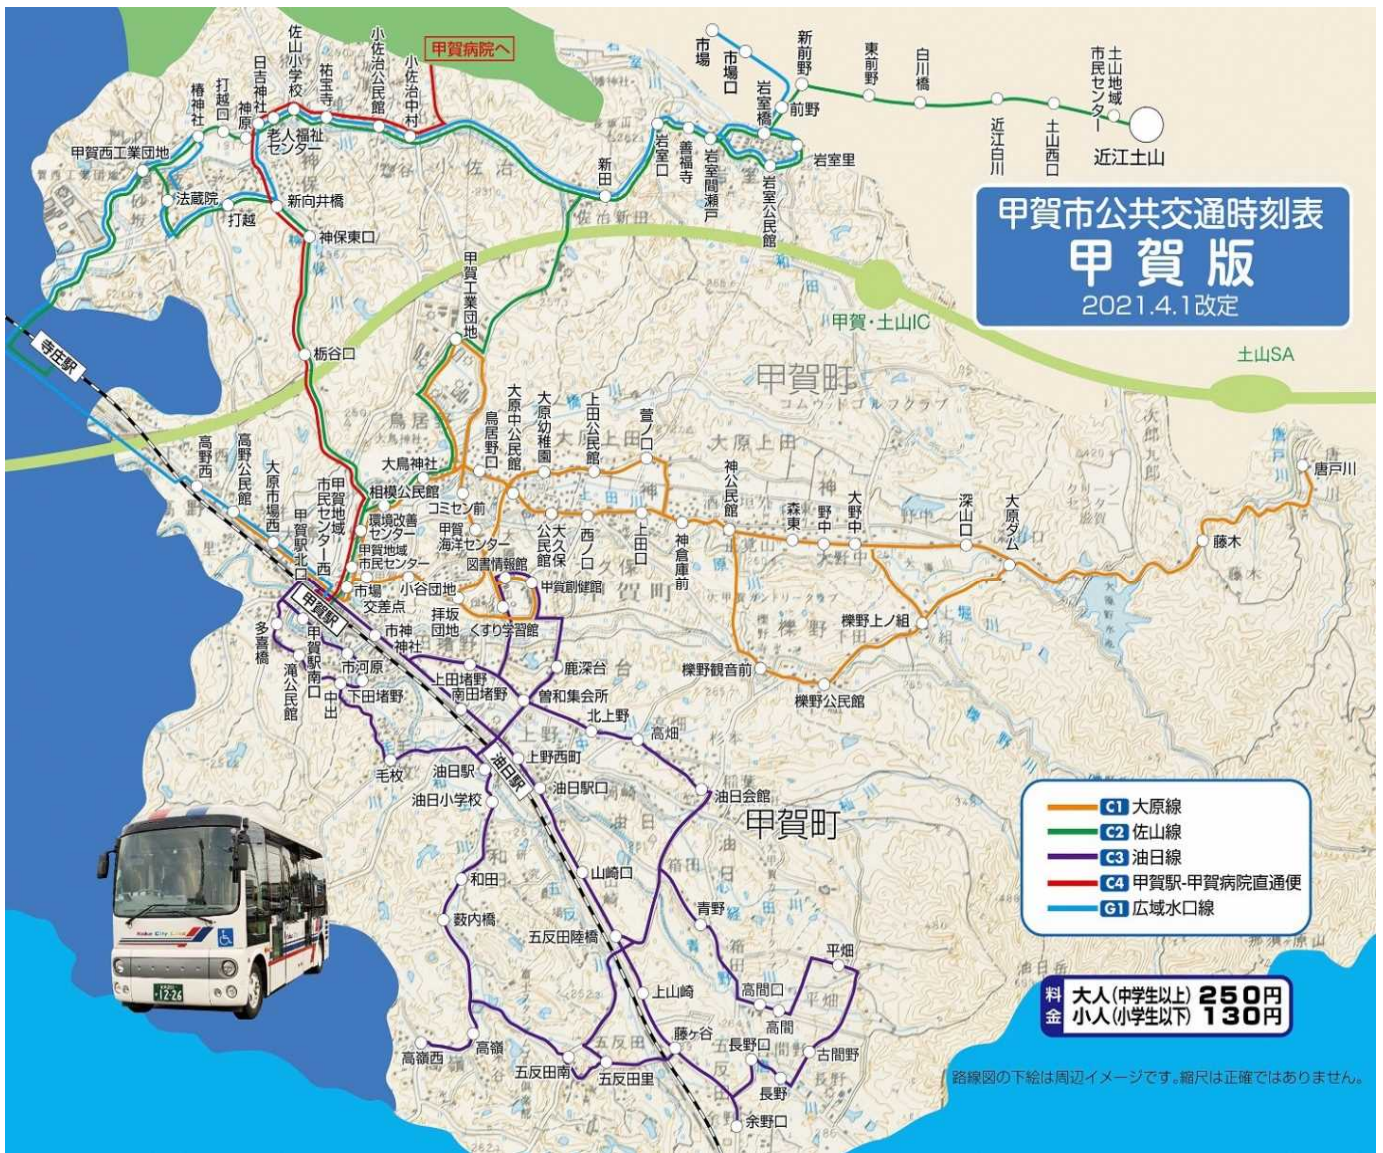 甲賀病院へ
佐山小学校
祐宝寺
小佐治公民館
小佐治中村
日吉神社
打越口
椿神社
神原
老人福祉
センター
甲賀西工業団地
法蔵院
打越
新向井橋
神保東口
栃谷口
新田
岩室口
善福寺
岩室間瀬戸
岩室橋
岩室公民館
岩室里
市場
市場口
新前野
前野
東前野
白川橋
近江白川
土山西口
土山地域
市民センター
近江土山
甲賀市公共交通時刻表
甲賀版
2021.4.1改定
甲賀・土山IC
土山SA
甲賀工業団地
寺庄駅
高野西
高野公民館
大原市場西
甲賀駅北口
甲賀地域
市民センター西
甲賀駅
大鳥神社
相模公民館
環境改善
センター
甲賀地域
市民センター
市場
交差点
小谷団地
鳥居野口
コミセン前
甲賀
海洋センター
図書情報館
甲賀創健館
拝坂
団地
くすり学習館
大原中公民館
大原幼稚園
上田公民館
萱ノ口
大久保
公民館
西ノ口
上田口
神倉庫前
神公民館
森東
野中
大野中
深山口
大原ダム
藤木
唐戸川
櫟野上ノ組
櫟野観音前
櫟野公民館
甲賀町
コムウッドゴルフクラブ
大原上田
多喜橋
滝公民館
甲賀駅南口
市河原
中出
下田堵野
市神
神社
上田堵野
南田堵野
毛枚
鹿深台
曽和集会所
北上野
高畑
油日会館
油日駅
油日駅
上野西町
油日駅口
油日小学校
山崎口
和田
薮内橋
五反田陸橋
上山崎
藤ヶ谷
高嶺西
高嶺
五反田南
五反田里
青野
高間口
高間
平畑
古間野
長野口
長野
余野口
甲賀町
C1 大原線
C2 佐山線
C3 油日線
C4 甲賀駅-甲賀病院直通便
G1 広域水口線
料金
大人(中学生以上) 250円
小人(小学生以下) 130円
路線図の下絵は周辺イメージです。縮尺は正確ではありません。
Koka City Line
12-26